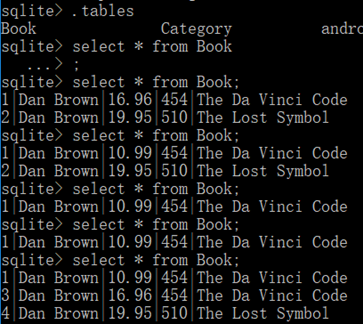 sqlite> .tables
Book Category andro
sqlite> select * from Book
...> ;
sqlite> select * from Book;
1|Dan Brown|16.96|454|The Da Vinci Code
2|Dan Brown|19.95|510|The Lost Symbol
sqlite> select * from Book;
1|Dan Brown|10.99|454|The Da Vinci Code
2|Dan Brown|19.95|510|The Lost Symbol
sqlite> select * from Book;
1|Dan Brown|10.99|454|The Da Vinci Code
sqlite> select * from Book;
1|Dan Brown|10.99|454|The Da Vinci Code
sqlite> select * from Book;
1|Dan Brown|10.99|454|The Da Vinci Code
3|Dan Brown|16.96|454|The Da Vinci Code
4|Dan Brown|19.95|510|The Lost Symbol